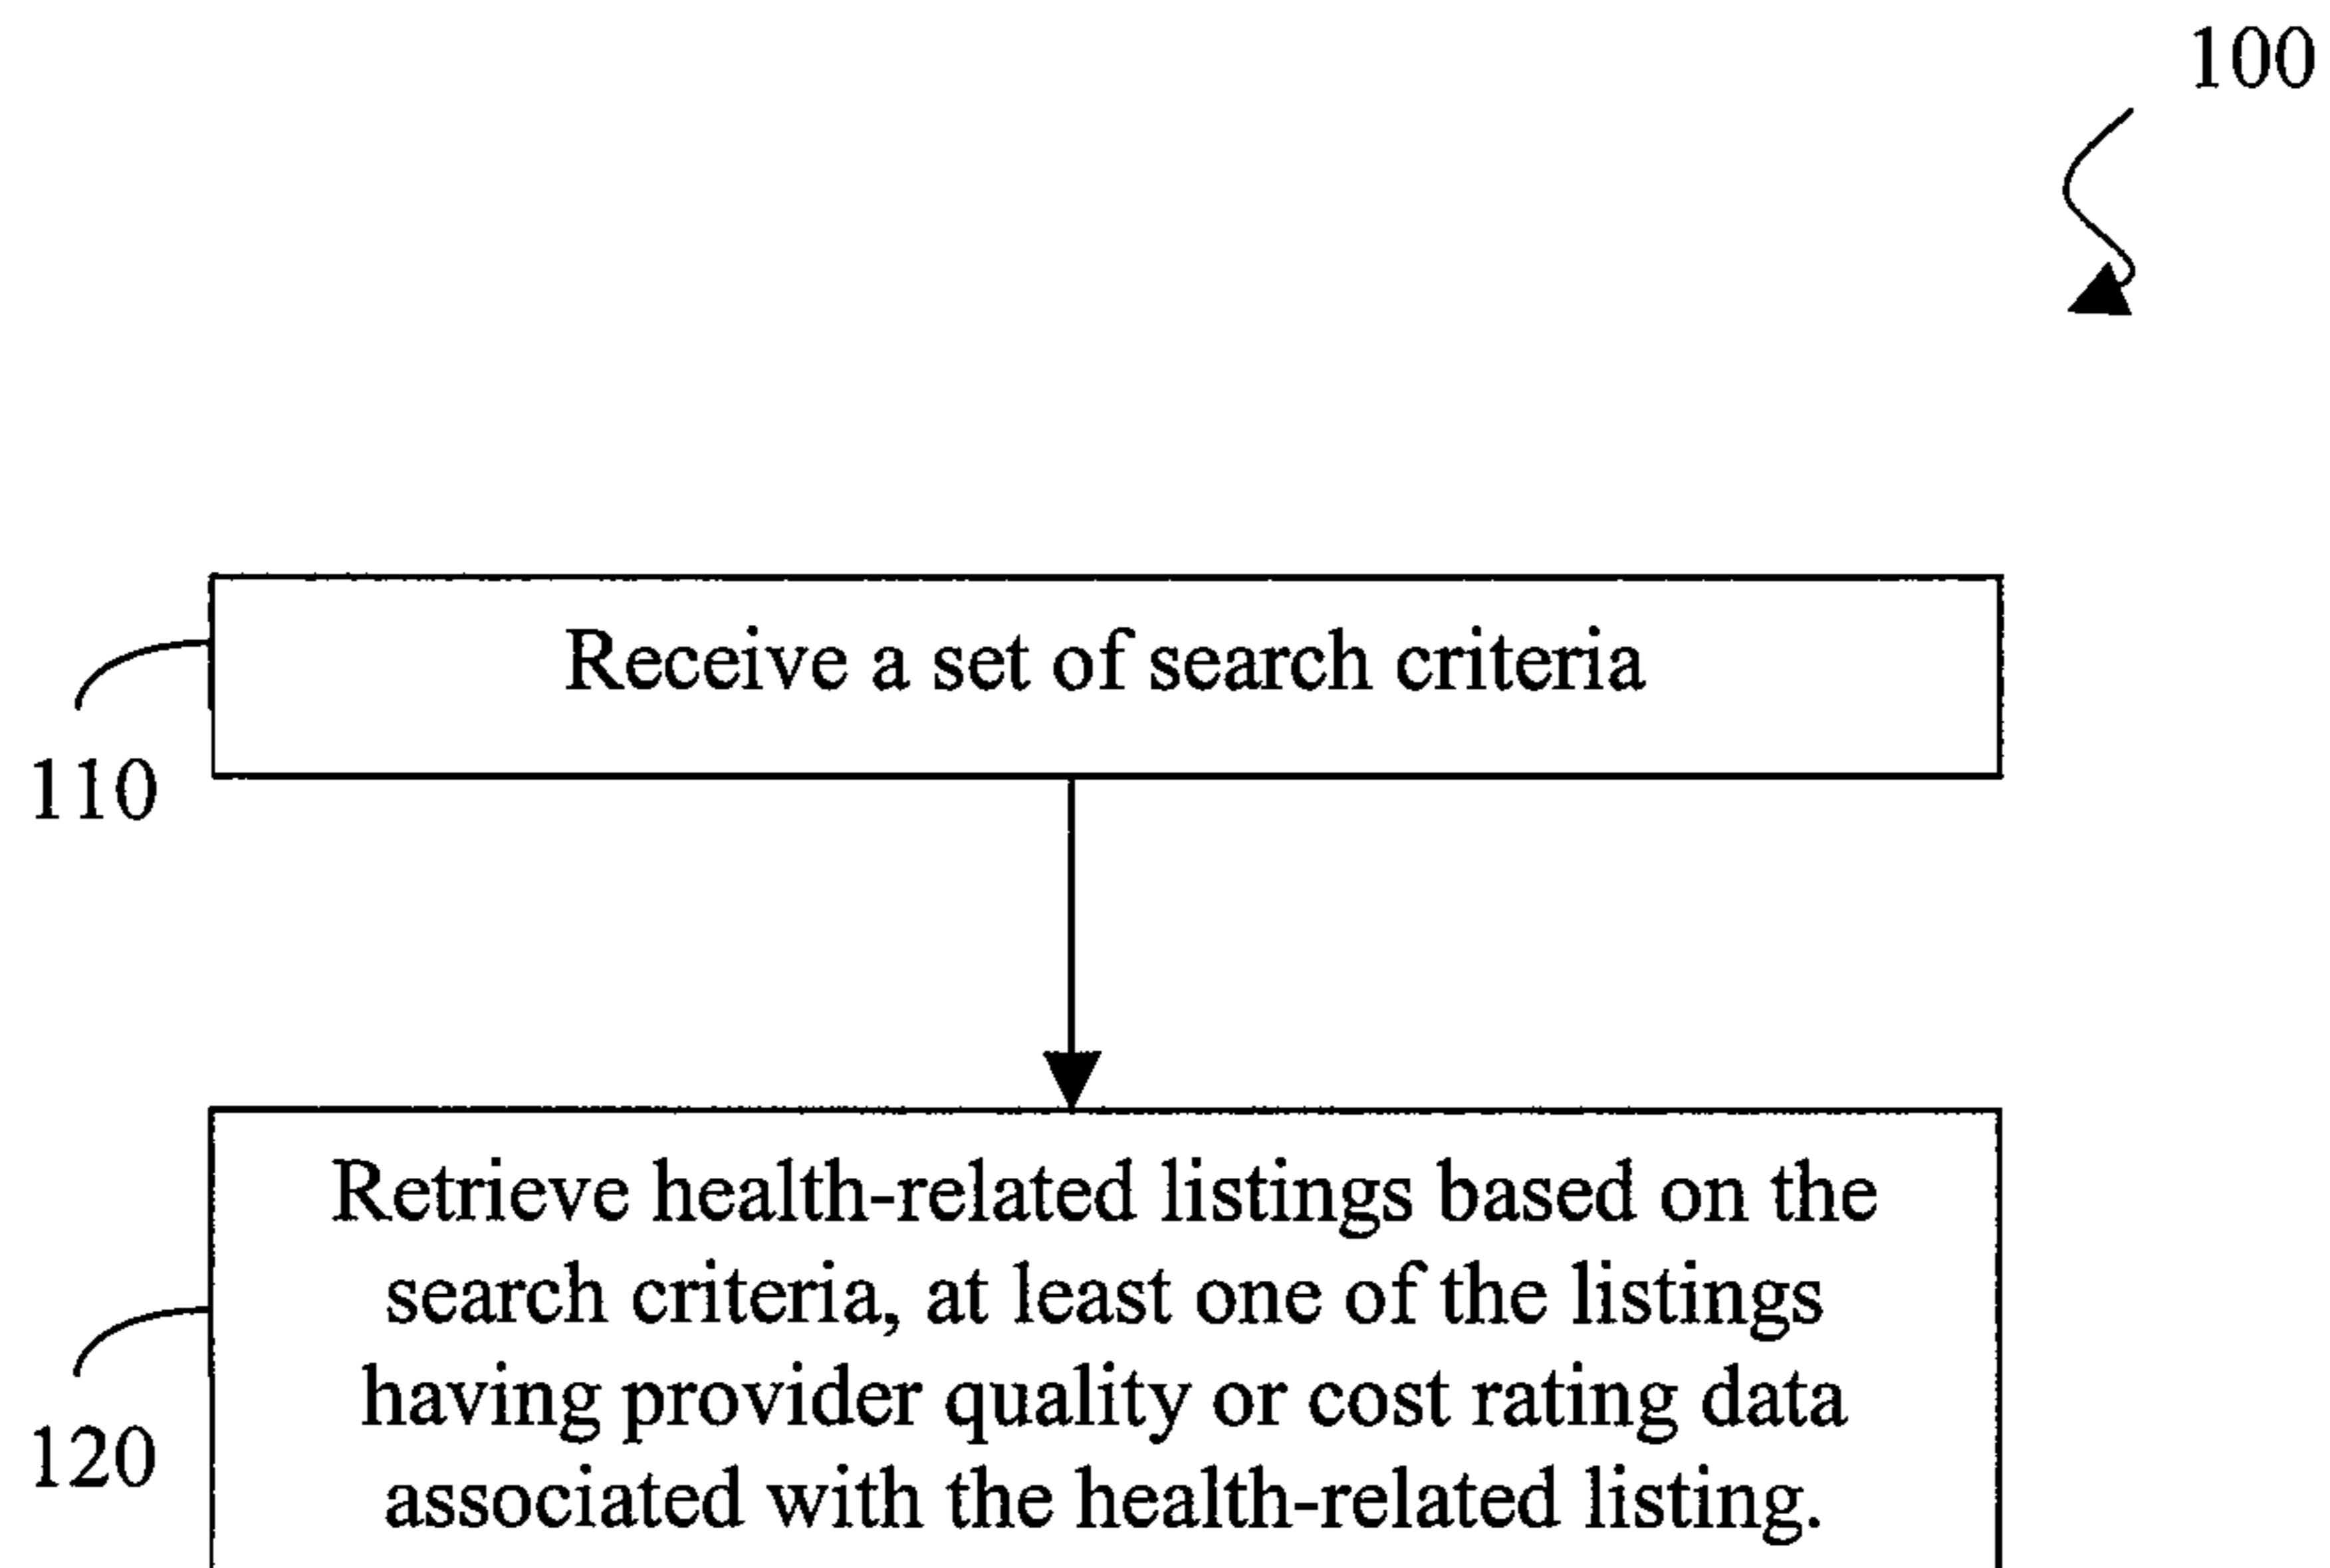 100
Receive a set of search criteria
110
Retrieve health-related listings based on the
search criteria, at least one of the listings
having provider quality or cost rating data
associated with the health-related listing.
120